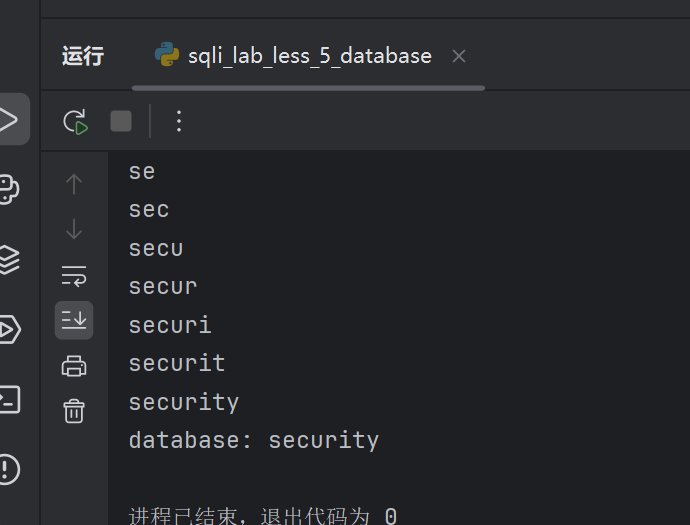 运行
sqli_lab_less_5_database
se
sec
secu
secur
securi
securit
security
database: security
进程已结束，退出代码为 0